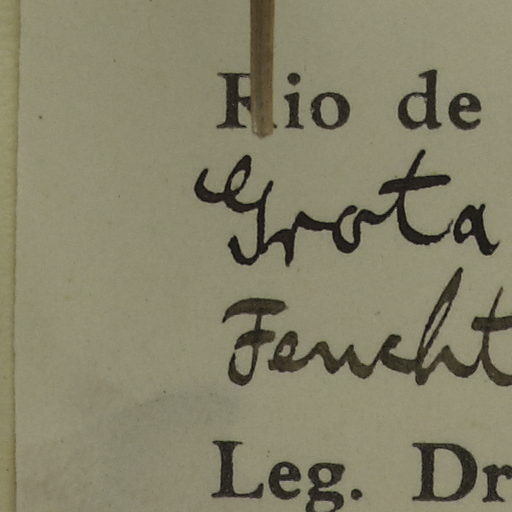 Rio de
Grota
Feucht
Leg. Dr